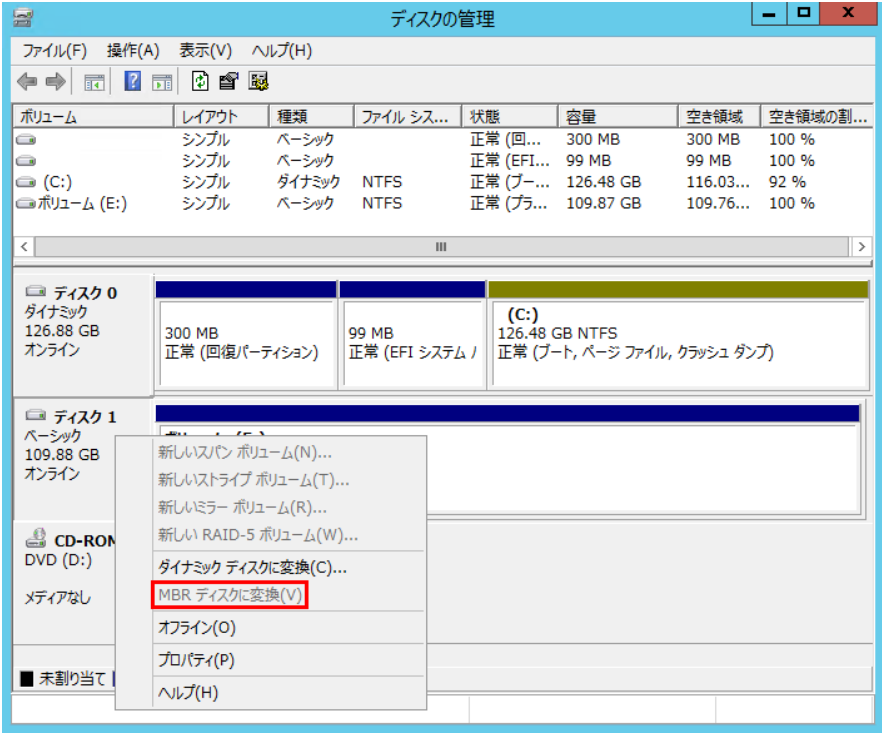 ディスクの管理
ファイル(F) 操作(A) 表示(V) ヘルプ(H)
ボリューム レイアウト 種類 ファイル シス... 状態 容量 空き領域 空き領域の割...
シンプル ベーシック 正常 (回... 300 MB 300 MB 100 %
シンプル ベーシック 正常 (EFI... 99 MB 99 MB 100 %
(C:) シンプル ダイナミック NTFS 正常 (ブー... 126.48 GB 116.03... 92 %
ボリューム (E:) シンプル ベーシック NTFS 正常 (プラ... 109.87 GB 109.76... 100 %
ディスク 0
ダイナミック
126.88 GB
オンライン
300 MB
正常 (回復パーティション)
99 MB
正常 (EFI システム
(C:)
126.48 GB NTFS
正常 (ブート, ページ ファイル, クラッシュ ダンプ)
ディスク 1
ベーシック
109.88 GB
オンライン
新しいスパン ボリューム(N)...
新しいストライプ ボリューム(T)...
新しいミラー ボリューム(R)...
新しい RAID-5 ボリューム(W)...
ダイナミック ディスクに変換(C)...
MBR ディスクに変換(V)
オフライン(O)
プロパティ(P)
ヘルプ(H)
CD-ROM
DVD (D:)
メディアなし
未割り当て